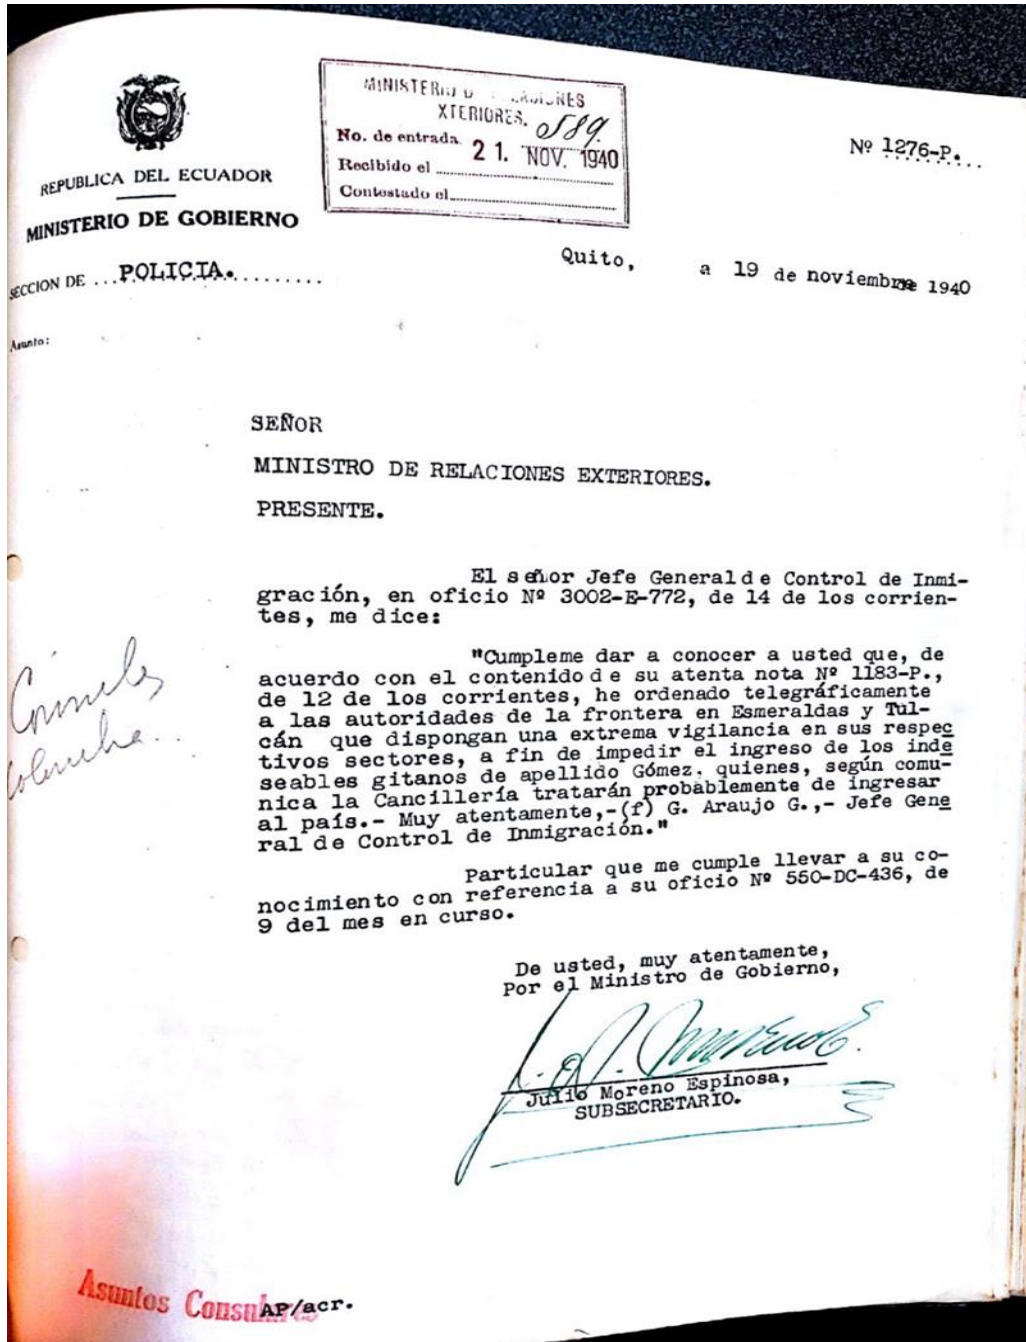 MINISTERIO D
XTERIORES.
589.
No. de entrada
21. NOV. 1940
Recibido el
Contestado el
Nº 1276-P.
REPUBLICA DEL ECUADOR
MINISTERIO DE GOBIERNO
SECCION DE ... POLICIA.
Quito, a 19 de noviembre 1940
Asunto:
SEÑOR
MINISTRO DE RELACIONES EXTERIORES.
PRESENTE.
El señor Jefe General de Control de Inmi-
gración, en oficio Nº 3002-E-772, de 14 de los corrien-
tes, me dice:
"Cumpleme dar a conocer a usted que, de
acuerdo con el contenido de su atenta nota Nº 1183-P.,
de 12 de los corrientes, he ordenado telegráficamente
a las autoridades de la frontera en Esmeraldas y Tul-
cán que dispongan una extrema vigilancia en sus respec
tivos sectores, a fin de impedir el ingreso de los inde
seables gitanos de apellido Gómez, quienes, según comu-
nica la Cancillería tratarán probablemente de ingresar
al país.- Muy atentamente,-(f) G. Araujo G.,- Jefe Gene
ral de Control de Inmigración."
Particular que me cumple llevar a su co-
nocimiento con referencia a su oficio Nº 550-DC-436, de
9 del mes en curso.
De usted, muy atentamente,
Por el Ministro de Gobierno,
Julio Moreno Espinosa,
SUBSECRETARIO.
Asuntos Consulares
AP/acr.